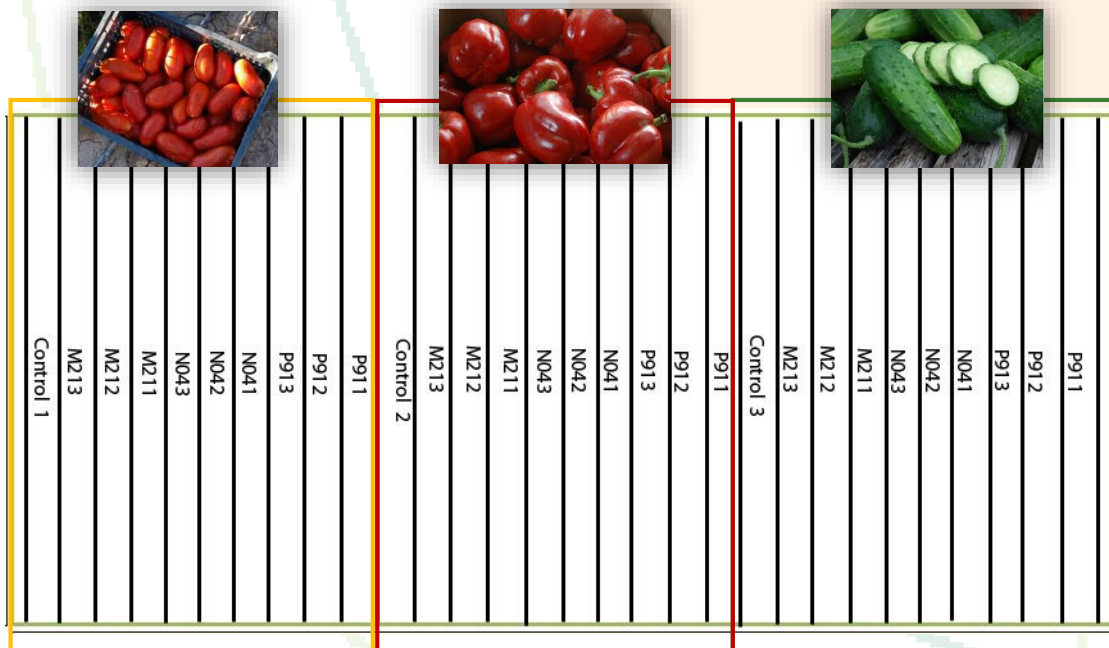 Control 1
M213
M212
M211
N043
N042
N041
P913
P912
P911
Control 2
M213
M212
M211
N043
N042
N041
P913
P912
P911
Control 3
M213
M212
M211
N043
N042
N041
P913
P912
P911